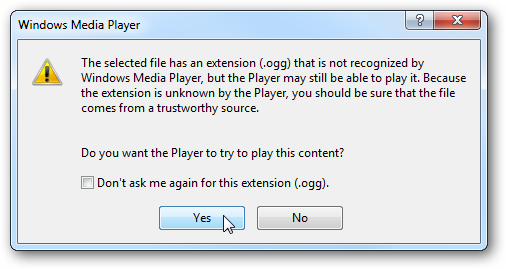 Windows Media Player
The selected file has an extension (.ogg) that is not recognized by
Windows Media Player, but the Player may still be able to play it. Because
the extension is unknown by the Player, you should be sure that the file
comes from a trustworthy source.
Do you want the Player to try to play this content?
Don't ask me again for this extension (.ogg).
Yes No